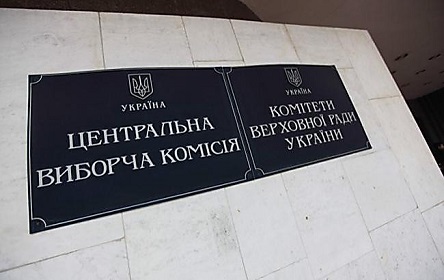 УКРАЇНА
ЦЕНТРАЛЬНА
ВИБОРЧА КОМІСІЯ
УКРАЇНА
КОМІТЕТИ
ВЕРХОВНОЇ РАДИ
УКРАЇНИ